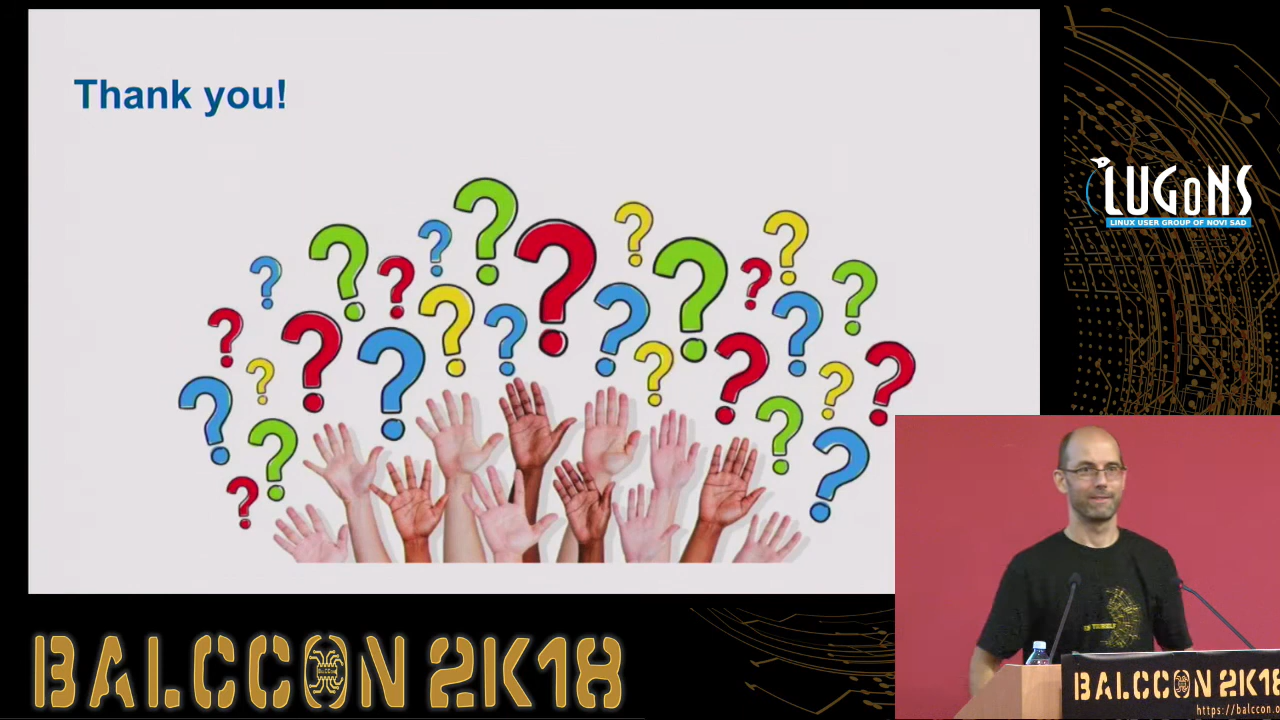 Thank you!
LUGoNS
LINUX USER GROUP OF NOVI SAD
BALCCON 2K18
BALCCON 2K18
https://balccon.o